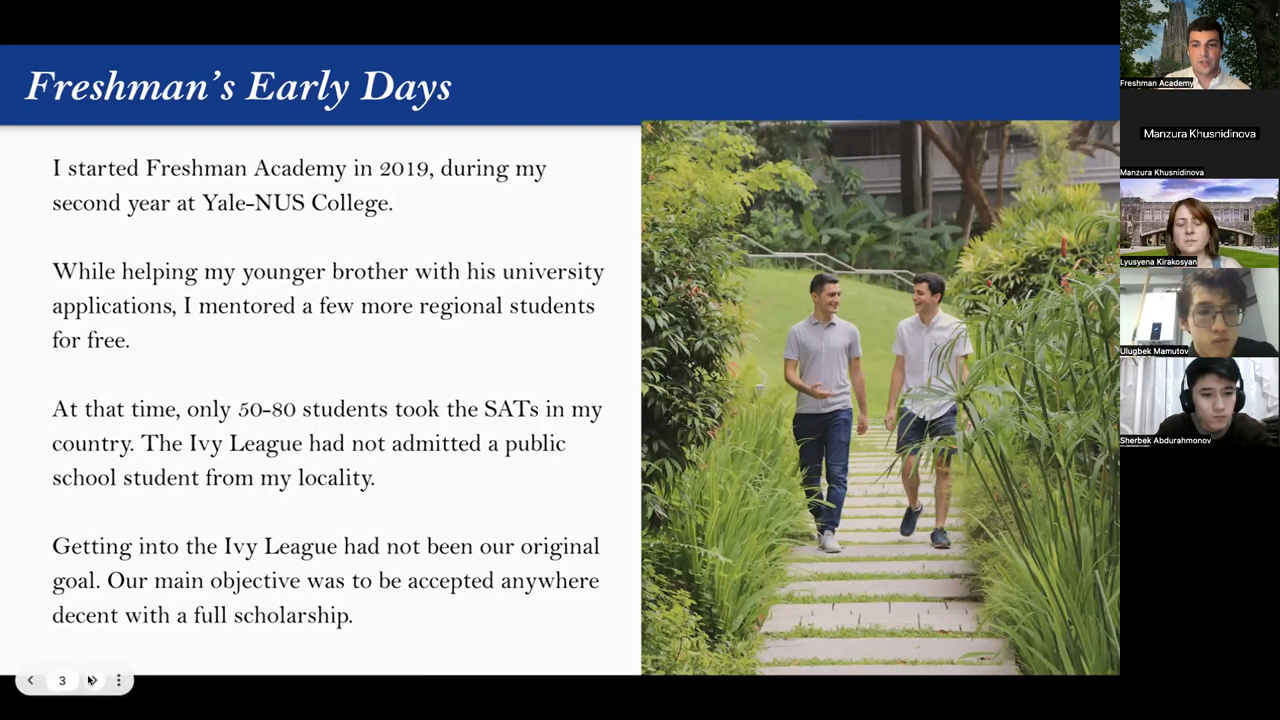 Freshman's Early Days
I started Freshman Academy in 2019, during my
second year at Yale-NUS College.
While helping my younger brother with his university
applications, I mentored a few more regional students
for free.
At that time, only 50-80 students took the SATs in my
country. The Ivy League had not admitted a public
school student from my locality.
Getting into the Ivy League had not been our original
goal. Our main objective was to be accepted anywhere
decent with a full scholarship.
3
Freshman Academy
Manzura Khusnidinova
Manzura Khusnidinova
Lyusyena Kirakosyan
Ulugbek Mamutov
Sherbek Abdurahmonov